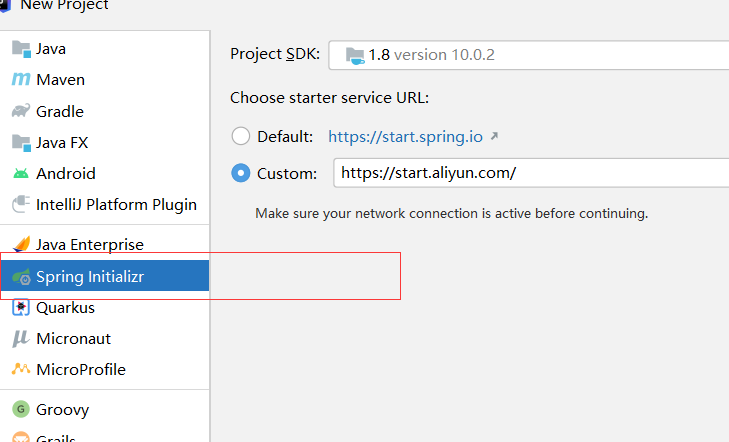 New Project
Java
Maven
Gradle
Java FX
Android
IntelliJ Platform Plugin
Java Enterprise
Spring Initializr
Quarkus
Micronaut
MicroProfile
Groovy
Grails
Project SDK: 1.8 version 10.0.2
Choose starter service URL:
Default: https://start.spring.io
Custom: https://start.aliyun.com/
Make sure your network connection is active before continuing.